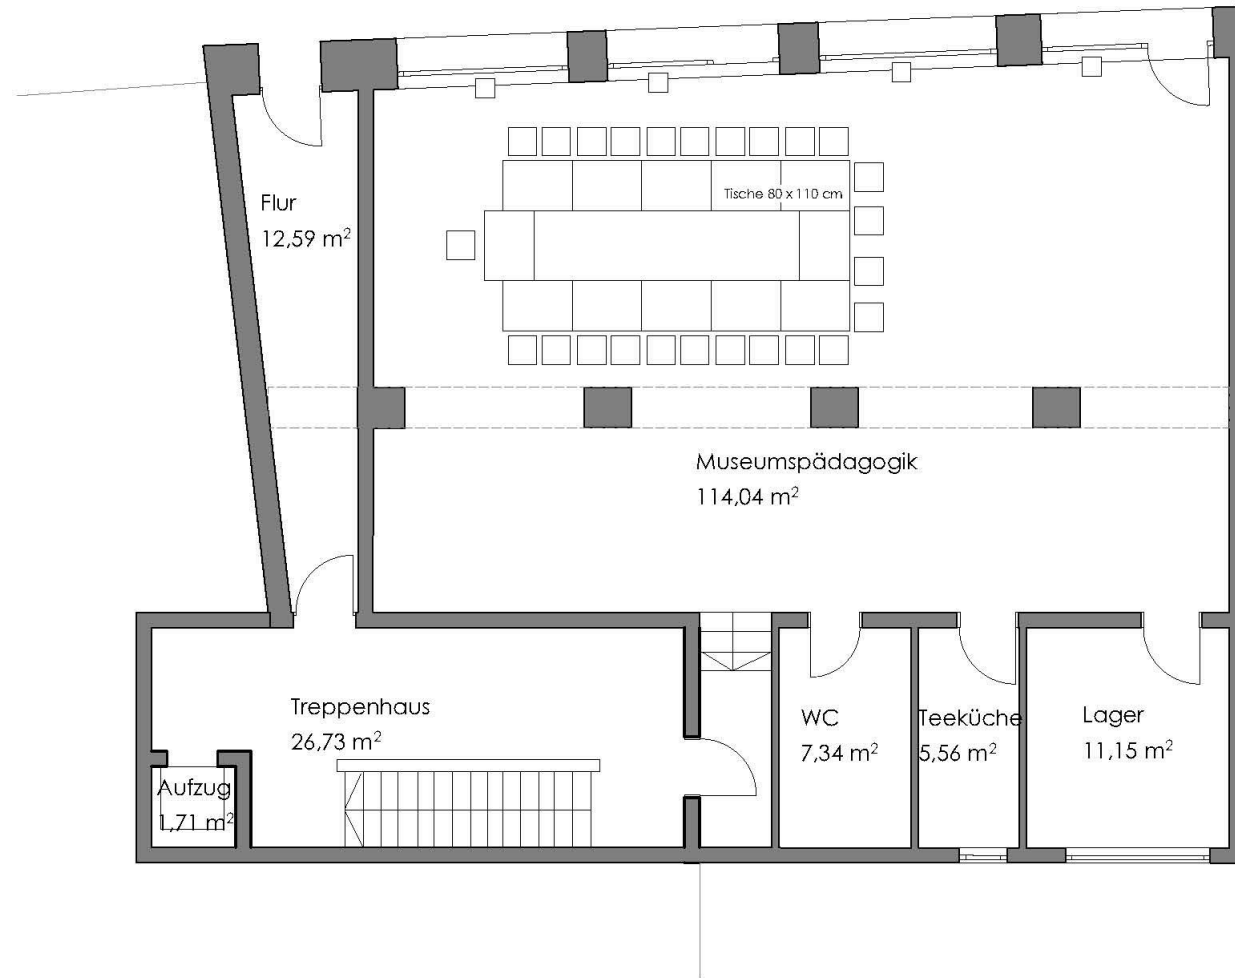 Tische 80 x 110 cm
Flur
12,59 m²
Museumspädagogik
114,04 m²
Treppenhaus
26,73 m²
WC
7,34 m²
Teeküche
5,56 m²
Lager
11,15 m²
Aufzug
1,71 m²